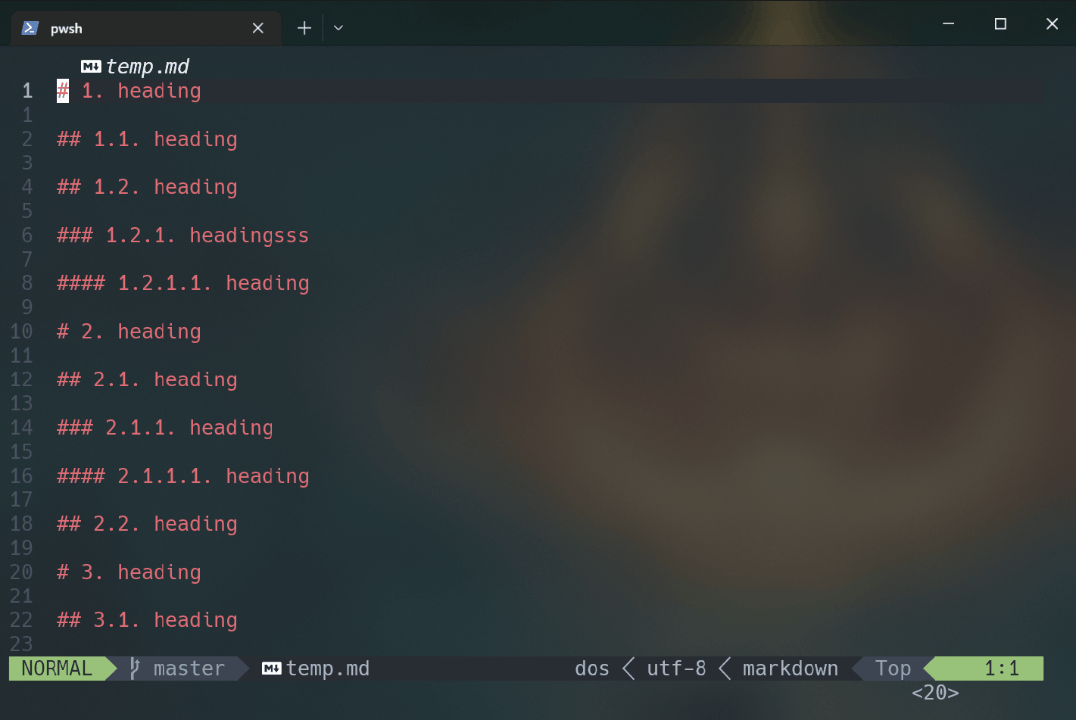 pwsh
temp.md
1 # 1. heading
1
2 ## 1.1. heading
3
4 ## 1.2. heading
5
6 ### 1.2.1. headingsss
7
8 #### 1.2.1.1. heading
9
10 # 2. heading
11
12 ## 2.1. heading
13
14 ### 2.1.1. heading
15
16 #### 2.1.1.1. heading
17
18 ## 2.2. heading
19
20 # 3. heading
21
22 ## 3.1. heading
23
NORMAL master temp.md dos < utf-8 < markdown Top 1:1
<20>